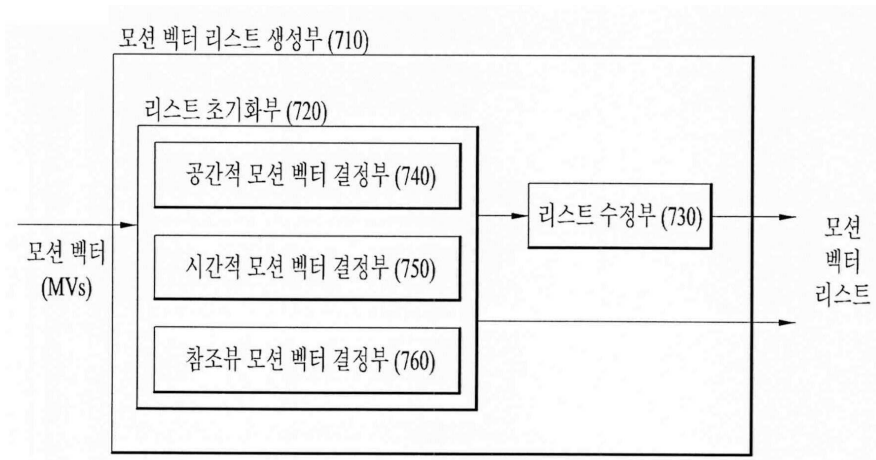 모션 벡터 리스트 생성부 (710)
리스트 초기화부 (720)
공간적 모션 벡터 결정부 (740)
리스트 수정부 (730)
모션 벡터
(MVs)
시간적 모션 벡터 결정부 (750)
모션
벡터
리스트
참조뷰 모션 벡터 결정부 (760)